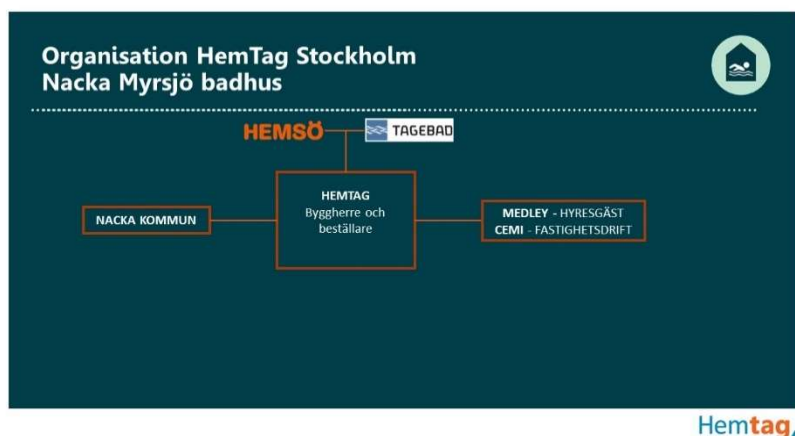 Organisation HemTag Stockholm
Nacka Myrsjö badhus
HEMSÖ TAGEBAD
HEMTAG
Byggherre och
beställare
NACKA KOMMUN
MEDLEY - HYRESGÄST
CEMI - FASTIGHETSDRIFT
Hemtag